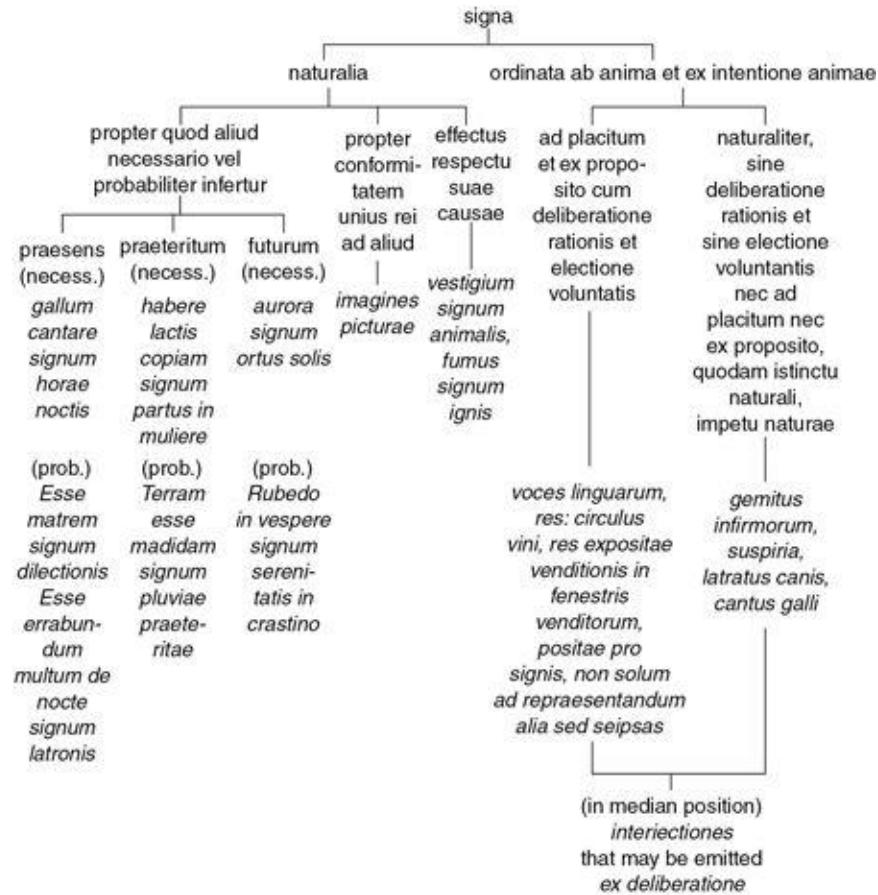 signa
naturalia
ordinata ab anima et ex intentione animae
propter quod aliud
necessario vel
probabiliter infertur
propter
conformi-
tatem
unius rei
ad aliud
effectus
respectu
suae
causae
ad placitum
et ex propo-
sito cum
deliberatione
rationis et
electione
voluntatis
naturaliter,
sine
deliberatione
rationis et
sine electione
voluntantis
nec ad
placitum nec
ex proposito,
quodam istinctu
naturali,
impetu naturae
praesens
(necess.)
gallum
cantare
signum
horae
noctis
praeteritum
(necess.)
habere
lactis
copiam
signum
partus in
muliere
futurum
(necess.)
aurora
signum
ortus solis
imagines
picturae
vestigium
signum
animalis,
fumus
signum
ignis
(prob.)
Esse
matrem
signum
dilectionis
Esse
errabun-
dum
multum de
nocte
signum
latronis
(prob.)
Terram
esse
madidam
signum
pluviae
praete-
ritae
(prob.)
Rubedo
in vespere
signum
sereni-
tatis in
crastino
voces linguarum,
res: circulus
vini, res expositae
venditionis in
fenestris
venditorum,
positae pro
signis, non solum
ad repraesentandum
alia sed seipsas
gemitus
infirmorum,
suspiria,
latratus canis,
cantus galli
(in median position)
interiectiones
that may be emitted
ex deliberatione